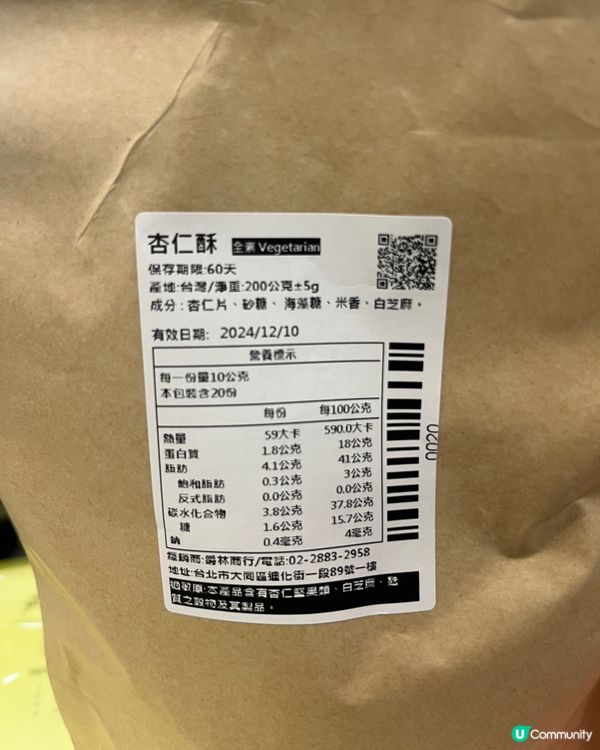 杏仁酥 全素 Vegetarian
保存期限:60天
產地:台灣/淨重:200公克±5g
成分:杏仁片、砂糖、海藻糖、米香、白芝麻。
有效日期: 2024/12/10
營養標示
每一份量10公克
本包裝含20份
每份 每100公克
熱量 59大卡 590.0大卡
蛋白質 1.8公克 18公克
脂肪 4.1公克 41公克
飽和脂肪 0.3公克 3公克
反式脂肪 0.0公克 0.0公克
碳水化合物 3.8公克 37.8公克
糖 1.6公克 15.7公克
鈉 0.4毫克 4毫克
0020
經銷商:爵林商行/電話:02-2883-2958
地址:台北市大同區迪化街一段89號一樓
過敏原:本產品含有杏仁堅果類、白芝麻、麩
質之穀物及其製品。
U Community